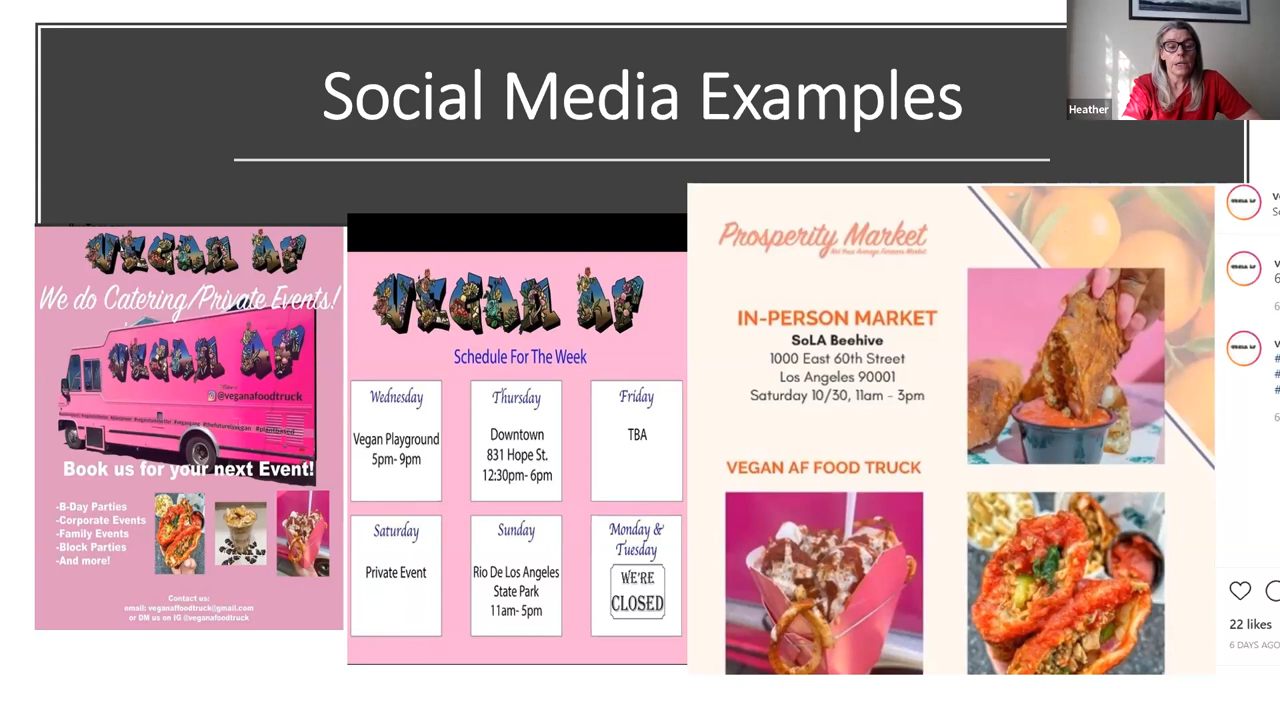 Social Media Examples
Heather
VEGAN AF
We do Catering/Private Events!
VEGAN AF
@veganafoodtruck
Book us for your next Event!
-B-Day Parties
-Corporate Events
-Family Events
-Block Parties
-And more!
Contact us:
email: veganaffoodtruck@gmail.com
or DM us on IG @veganafoodtruck
VEGAN AF
Schedule For The Week
Wednesday
Vegan Playground
5pm- 9pm
Thursday
Downtown
831 Hope St.
12:30pm- 6pm
Friday
TBA
Saturday
Private Event
Sunday
Rio De Los Angeles
State Park
11am- 5pm
Monday &
Tuesday
WE'RE
CLOSED
Prosperity Market
Not Your Average Farmers Market
IN-PERSON MARKET
SoLA Beehive
1000 East 60th Street
Los Angeles 90001
Saturday 10/30, 11am - 3pm
VEGAN AF FOOD TRUCK
22 likes
6 DAYS AGO